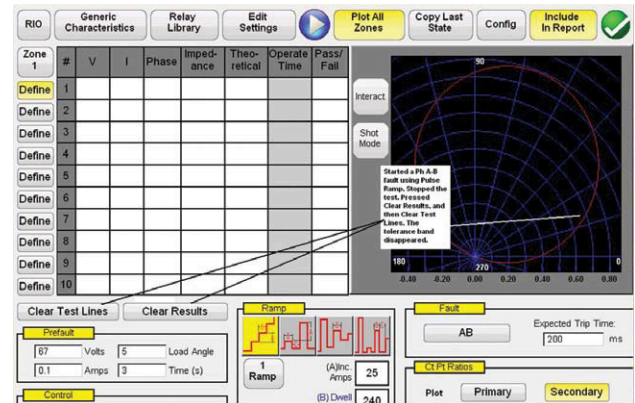 RIO
Generic
Characteristics
Relay
Library
Edit
Settings
Plot All
Zones
Copy Last
State
Config
Include
In Report
Zone
1
# V I Phase Imped-
ance Theo-
retical Operate
Time Pass/
Fail
Define 1
Define 2
Define 3
Define 4
Define 5
Define 6
Define 7
Define 8
Define 9
Define 10
Interact
Shot
Mode
90
Started a Ph A-B
fault using Pulse
Ramp. Stopped the
test. Pressed
Clear Results, and
then Clear Test
Lines. The
tolerance band
disappeared.
180 270 0
-0.40 -0.20 0.00 0.20 0.40 0.60 0.80
Clear Test Lines Clear Results
Prefault
67 Volts 5 Load Angle
0.1 Amps 3 Time (s)
Control
Ramp
1
Ramp
(A)Inc.
Amps 25
(B) Dwell 240
Fault
AB
Expected Trip Time:
200 ms
Ct Pt Ratios
Plot Primary Secondary